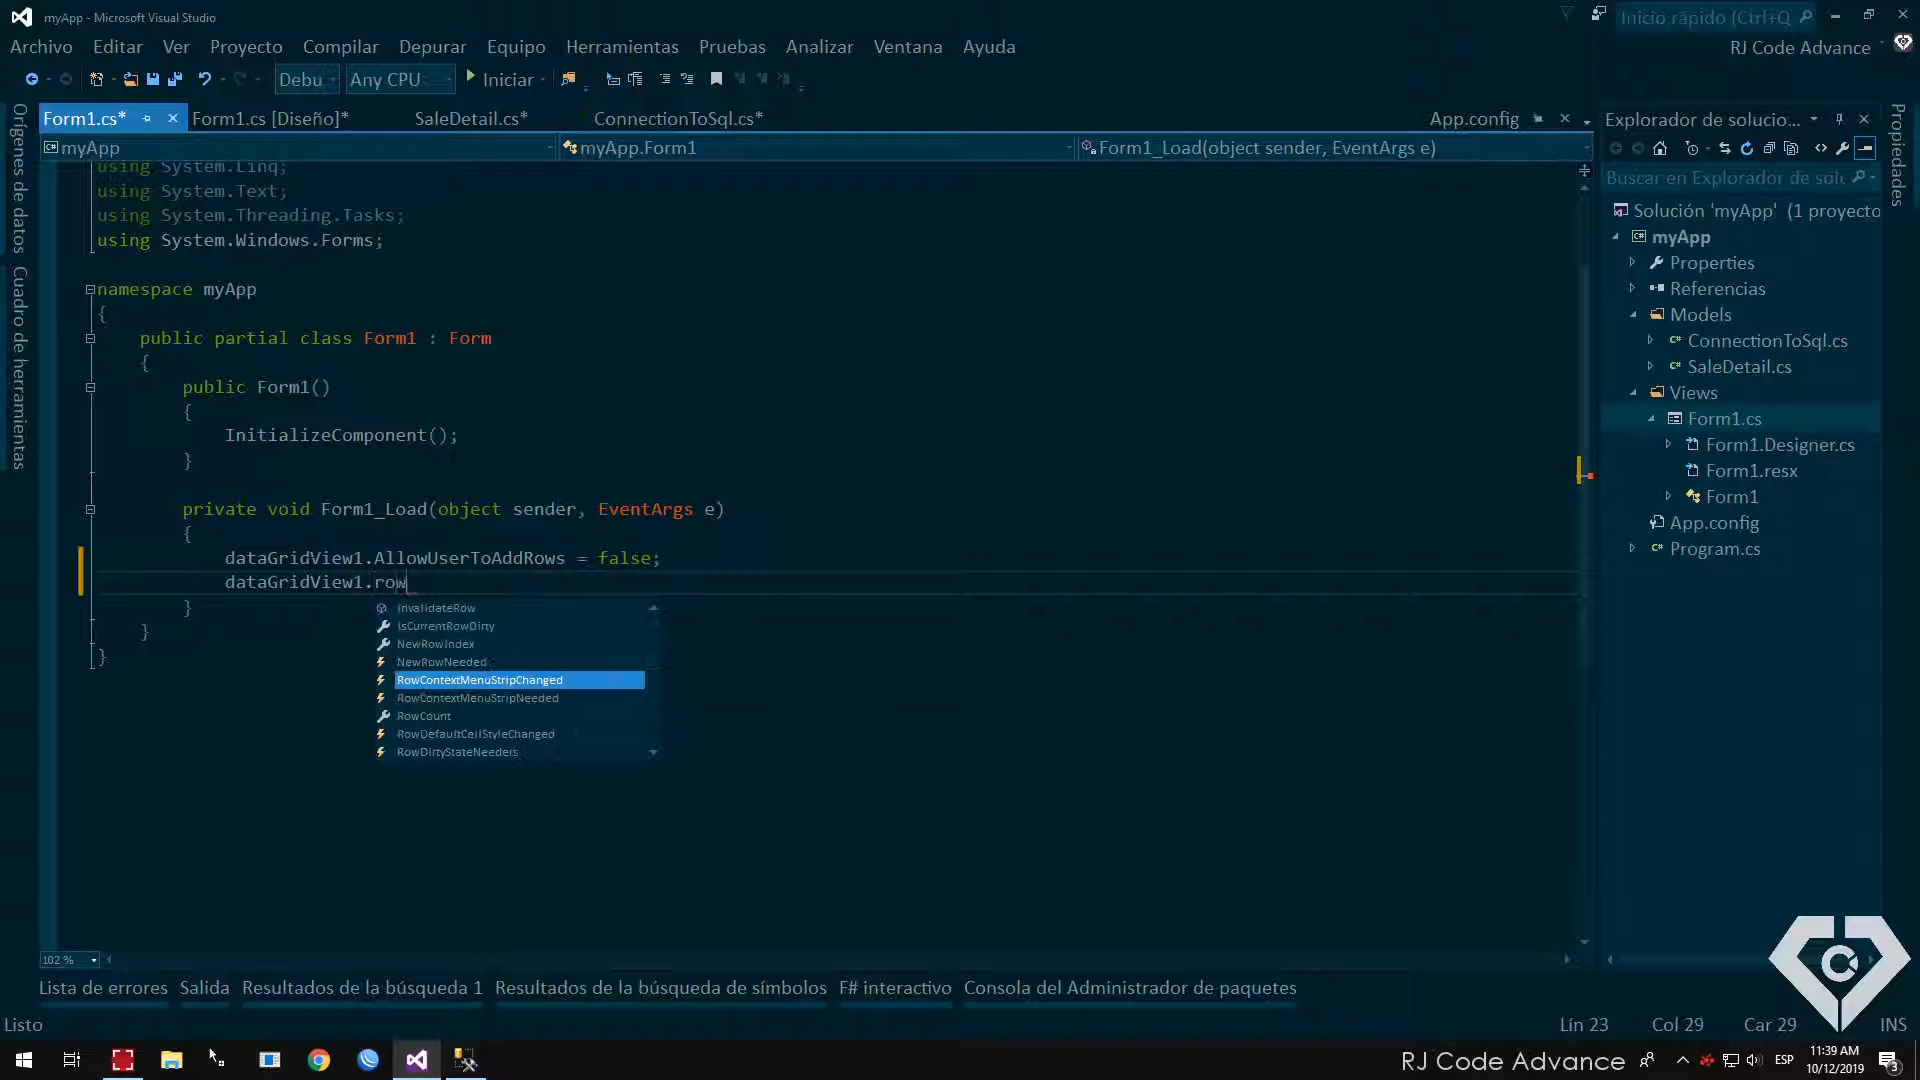 myApp - Microsoft Visual Studio
Inicio rápido (Ctrl+Q
Archivo Editar Ver Proyecto Compilar Depurar Equipo Herramientas Pruebas Analizar Ventana Ayuda
RJ Code Advance
Debu Any CPU Iniciar
Form1.cs* Form1.cs [Diseño]* SaleDetail.cs* ConnectionToSql.cs* App.config
myApp myApp.Form1 Form1_Load(object sender, EventArgs e)
using System.Linq;
using System.Text;
using System.Threading.Tasks;
using System.Windows.Forms;
namespace myApp
{
public partial class Form1 : Form
{
public Form1()
{
InitializeComponent();
}
private void Form1_Load(object sender, EventArgs e)
{
dataGridView1.AllowUserToAddRows = false;
dataGridView1.row
}
}
}
InvalidateRow
IsCurrentRowDirty
NewRowIndex
NewRowNeeded
RowContextMenuStripChanged
RowContextMenuStripNeeded
RowCount
RowDefaultCellStyleChanged
RowDirtyStateNeeders
Orígenes de datos
Cuadro de herramientas
Explorador de solucio...
Buscar en Explorador de solu
Solución 'myApp' (1 proyecto
myApp
Properties
Referencias
Models
ConnectionToSql.cs
SaleDetail.cs
Views
Form1.cs
Form1.Designer.cs
Form1.resx
Form1
App.config
Program.cs
Propiedades
102 %
Lista de errores Salida Resultados de la búsqueda 1 Resultados de la búsqueda de símbolos F# interactivo Consola del Administrador de paquetes
Listo
Lín 23 Col 29 Car 29 INS
RJ Code Advance
ESP
11:39 AM
10/12/2019
3